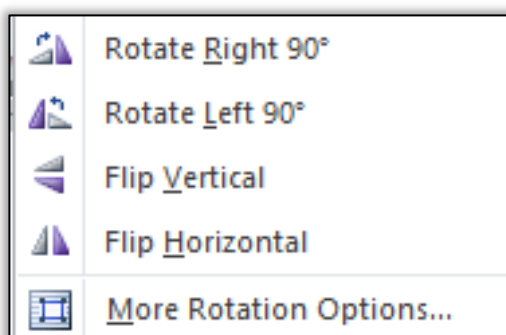 Rotate Right 90°
Rotate Left 90°
Flip Vertical
Flip Horizontal
More Rotation Options...